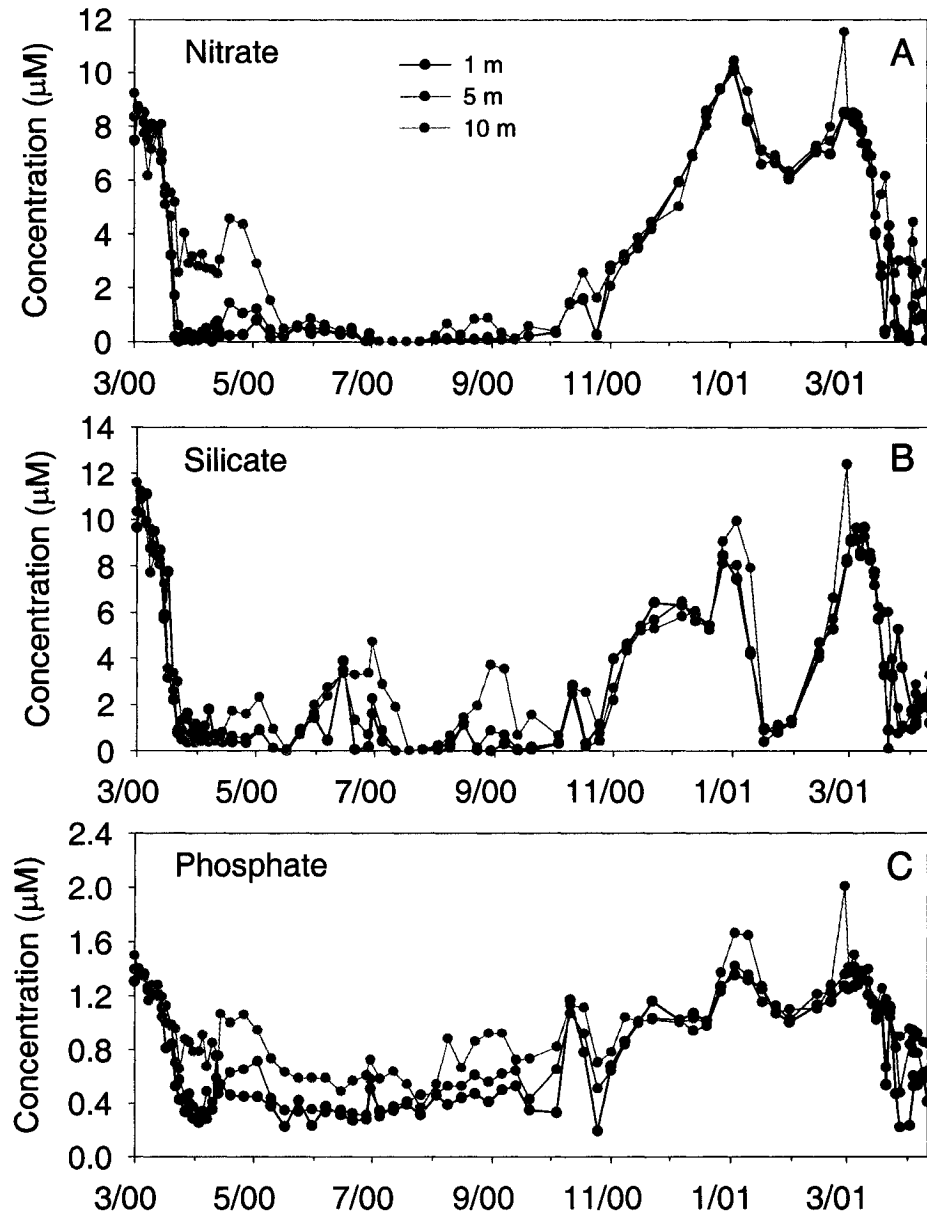 12
10
8
6
4
2
0
Concentration (μM)
Nitrate
A
1 m
5 m
10 m
3/00 5/00 7/00 9/00 11/00 1/01 3/01
14
12
10
8
6
4
2
0
Concentration (μM)
Silicate
B
3/00 5/00 7/00 9/00 11/00 1/01 3/01
2.4
2.0
1.6
1.2
0.8
0.4
0.0
Concentration (μM)
Phosphate
C
3/00 5/00 7/00 9/00 11/00 1/01 3/01